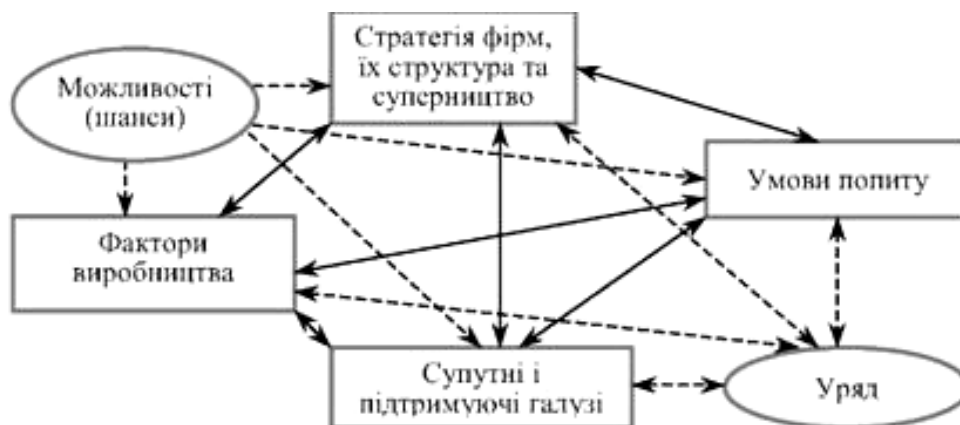 Стратегія фірм,
їх структура та
суперництво
Можливості
(шанси)
Умови попиту
Фактори
виробництва
Супутні і
підтримуючі галузі
Уряд